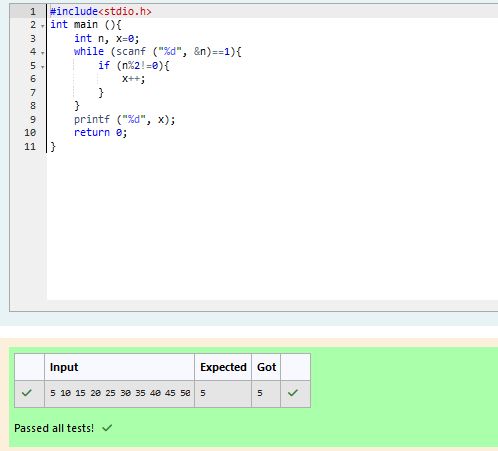 1 #include<stdio.h>
2 int main (){
3 int n, x=0;
4 while (scanf ("%d", &n)==1){
5 if (n%2!=0){
6 x++;
7 }
8 }
9 printf ("%d", x);
10 return 0;
11 }
Input Expected Got
5 10 15 20 25 30 35 40 45 50 5 5
Passed all tests!